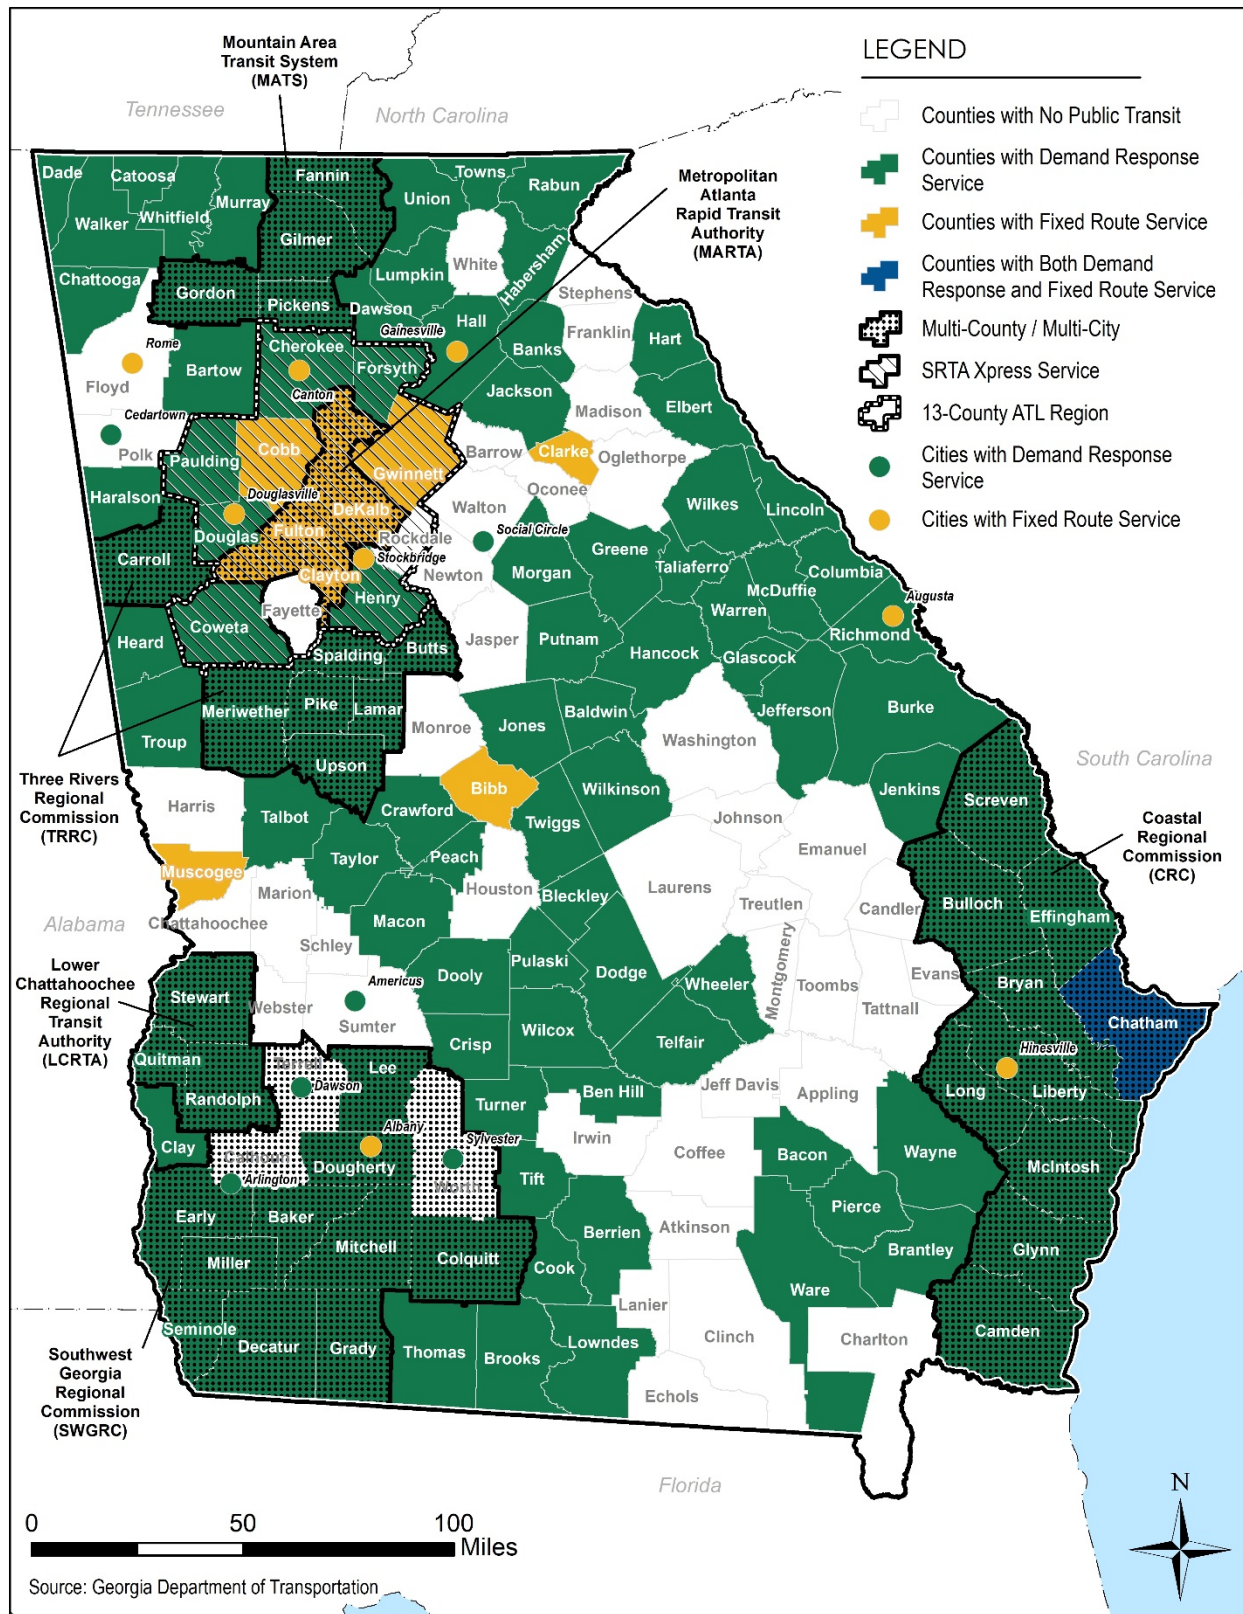 Mountain Area
Transit System
(MATS)
Tennessee
North Carolina
LEGEND
Counties with No Public Transit
Counties with Demand Response
Service
Counties with Fixed Route Service
Counties with Both Demand
Response and Fixed Route Service
Multi-County / Multi-City
SRTA Xpress Service
13-County ATL Region
Cities with Demand Response
Service
Cities with Fixed Route Service
Metropolitan
Atlanta
Rapid Transit
Authority
(MARTA)
Dade
Catoosa
Whitfield
Murray
Walker
Fannin
Gilmer
Union
Towns
Rabun
White
Habersham
Lumpkin
Chattooga
Gordon
Pickens
Dawson
Stephens
Hall
Gainesville
Banks
Franklin
Hart
Rome
Floyd
Bartow
Cherokee
Canton
Forsyth
Jackson
Madison
Elbert
Cedartown
Polk
Paulding
Cobb
Gwinnett
Barrow
Clarke
Oglethorpe
Oconee
Haralson
Douglasville
Douglas
DeKalb
Fulton
Rockdale
Stockbridge
Walton
Social Circle
Wilkes
Lincoln
Carroll
Clayton
Henry
Newton
Morgan
Greene
Taliaferro
McDuffie
Columbia
Augusta
Richmond
Warren
Fayette
Coweta
Heard
Spalding
Butts
Jasper
Putnam
Hancock
Glascock
Jefferson
Burke
Troup
Meriwether
Pike
Lamar
Upson
Monroe
Jones
Baldwin
Washington
Three Rivers
Regional
Commission
(TRRC)
South Carolina
Harris
Talbot
Crawford
Bibb
Wilkinson
Twiggs
Johnson
Jenkins
Screven
Coastal
Regional
Commission
(CRC)
Muscogee
Taylor
Peach
Houston
Bleckley
Laurens
Emanuel
Treutlen
Candler
Bulloch
Effingham
Alabama
Chattahoochee
Marion
Macon
Schley
Dooly
Pulaski
Dodge
Wheeler
Montgomery
Toombs
Tattnall
Evans
Bryan
Chatham
Lower
Chattahoochee
Regional
Transit
Authority
(LCRTA)
Stewart
Webster
Americus
Sumter
Crisp
Wilcox
Telfair
Hinesville
Long
Liberty
Quitman
Randolph
Terrell
Dawson
Lee
Turner
Ben Hill
Jeff Davis
Appling
Clay
Calhoun
Arlington
Albany
Dougherty
Sylvester
Worth
Irwin
Coffee
Bacon
Wayne
McIntosh
Tift
Early
Baker
Mitchell
Colquitt
Berrien
Atkinson
Pierce
Brantley
Glynn
Miller
Cook
Ware
Lanier
Clinch
Charlton
Camden
Seminole
Decatur
Grady
Thomas
Brooks
Lowndes
Echols
Southwest
Georgia
Regional
Commission
(SWGRC)
Florida
N
0 50 100
Miles
Source: Georgia Department of Transportation